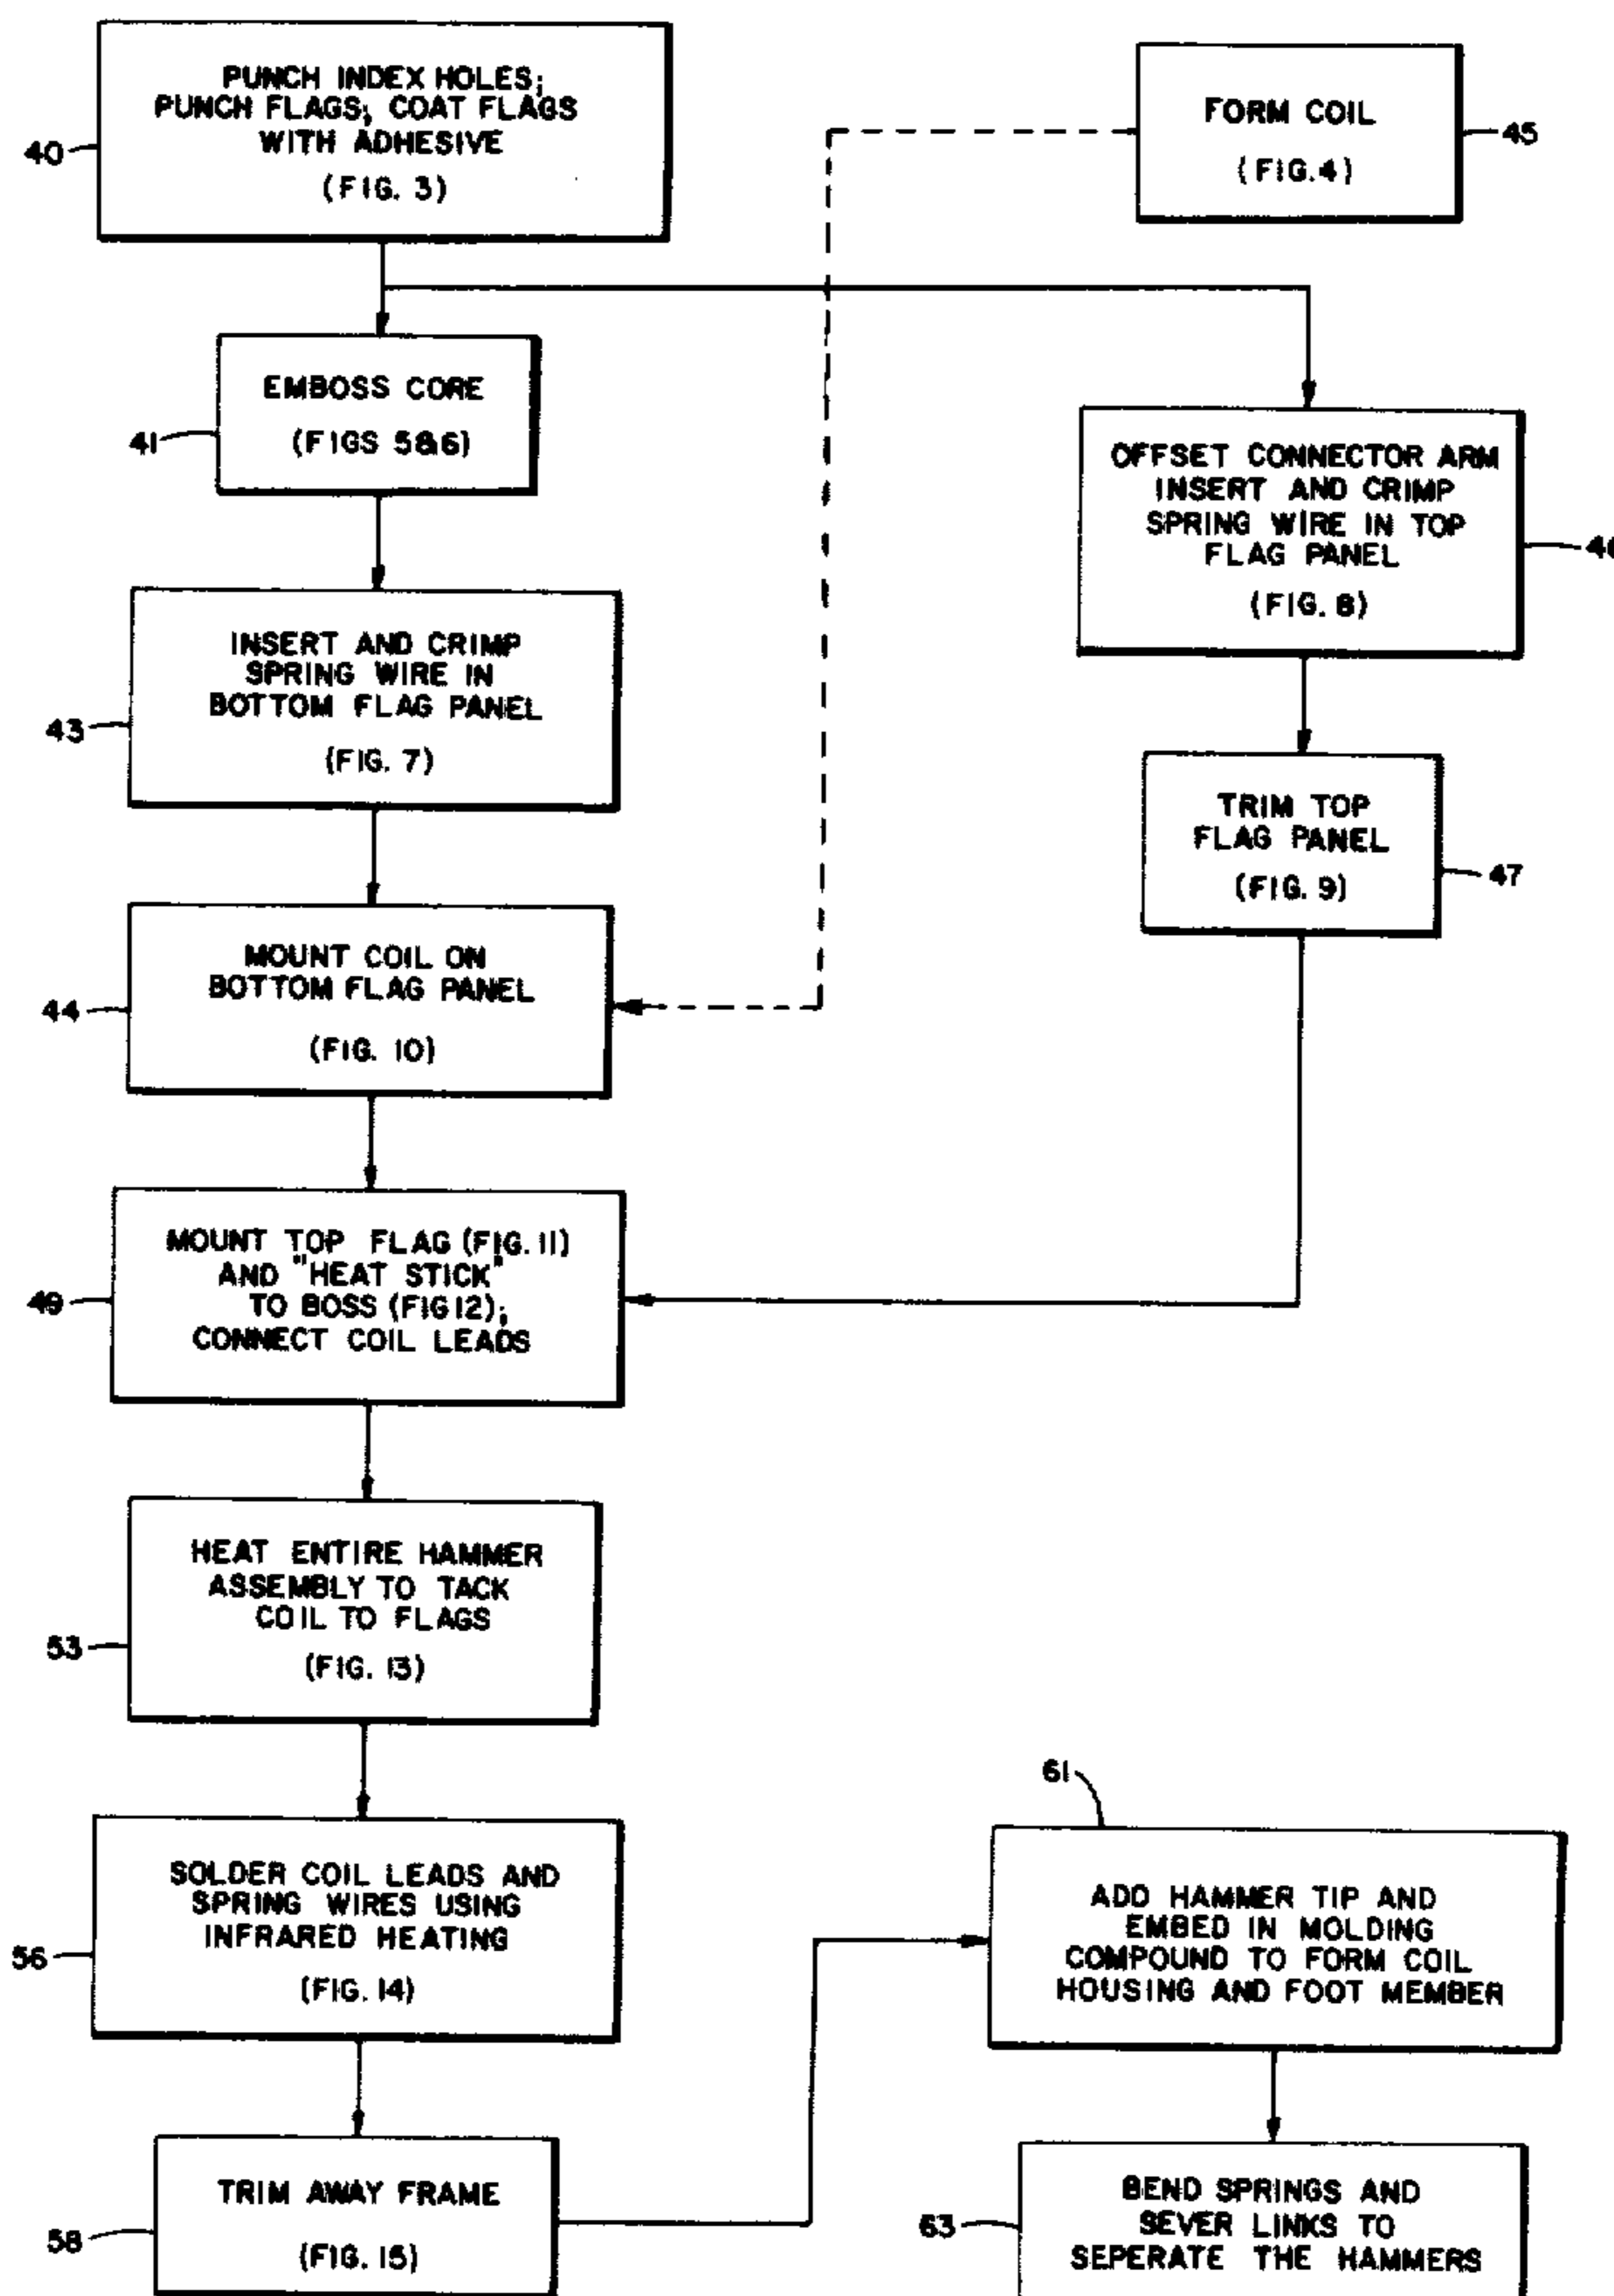 PUNCH INDEX HOLES;
PUNCH FLAGS; COAT FLAGS
WITH ADHESIVE
(FIG. 3)
40
FORM COIL
(FIG.4)
45
EMBOSS CORE
(FIGS 5&6)
41
OFFSET CONNECTOR ARM
INSERT AND CRIMP
SPRING WIRE IN TOP
FLAG PANEL
(FIG. 8)
INSERT AND CRIMP
SPRING WIRE IN
BOTTOM FLAG PANEL
(FIG. 7)
43
TRIM TOP
FLAG PANEL
(FIG. 9)
47
MOUNT COIL ON
BOTTOM FLAG PANEL
(FIG. 10)
44
MOUNT TOP FLAG (FIG. 11)
AND "HEAT STICK"
TO BOSS (FIG 12);
CONNECT COIL LEADS
49
HEAT ENTIRE HAMMER
ASSEMBLY TO TACK
COIL TO FLAGS
(FIG. 13)
53
SOLDER COIL LEADS AND
SPRING WIRES USING
INFRARED HEATING
(FIG. 14)
56
61
ADD HAMMER TIP AND
EMBED IN MOLDING
COMPOUND TO FORM COIL
HOUSING AND FOOT MEMBER
TRIM AWAY FRAME
(FIG. 15)
58
BEND SPRINGS AND
SEVER LINKS TO
SEPERATE THE HAMMERS
63